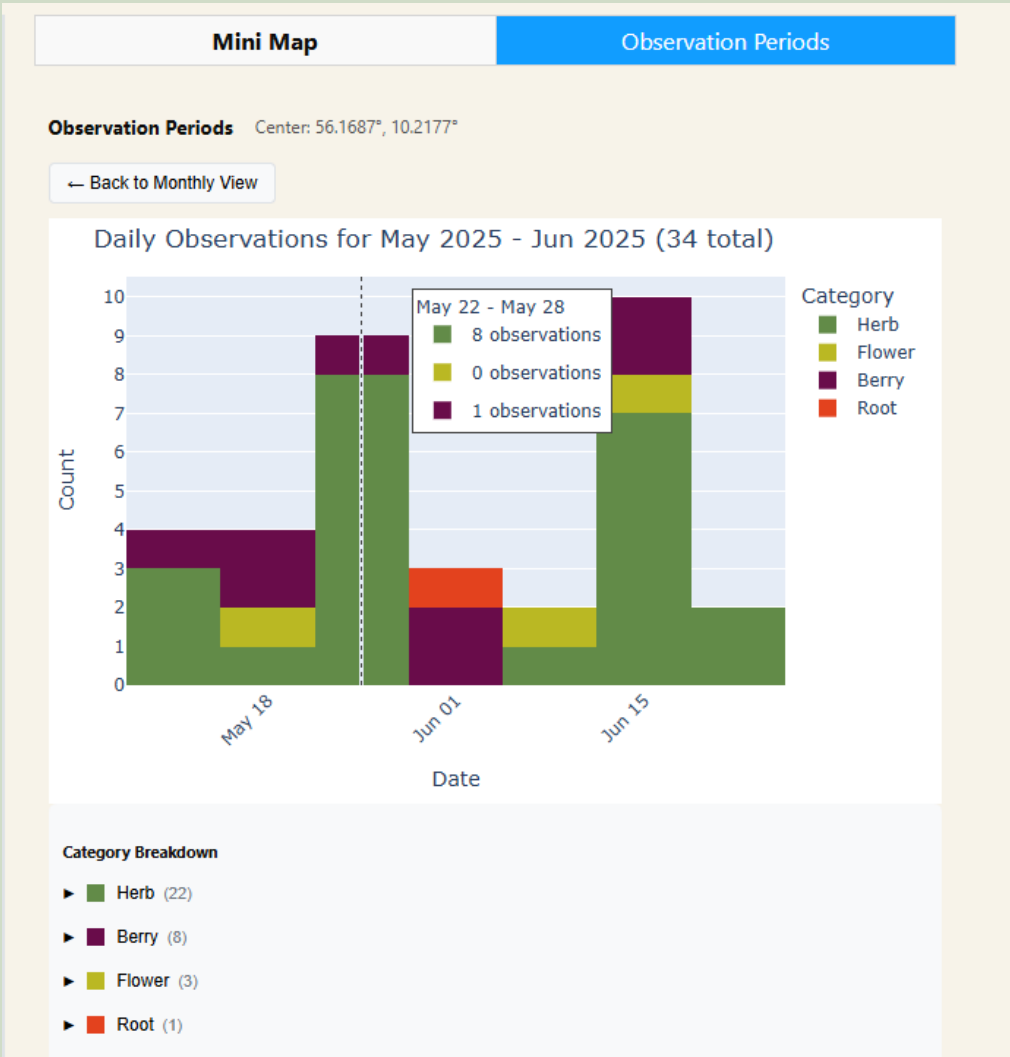 Mini Map
Observation Periods
Observation Periods Center: 56.1687°, 10.2177°
← Back to Monthly View
Daily Observations for May 2025 - Jun 2025 (34 total)
Count
10
9
8
7
6
5
4
3
2
1
0
May 22 - May 28
8 observations
0 observations
1 observations
Category
Herb
Flower
Berry
Root
May 18
Jun 01
Jun 15
Date
Category Breakdown
► Herb (22)
► Berry (8)
► Flower (3)
► Root (1)